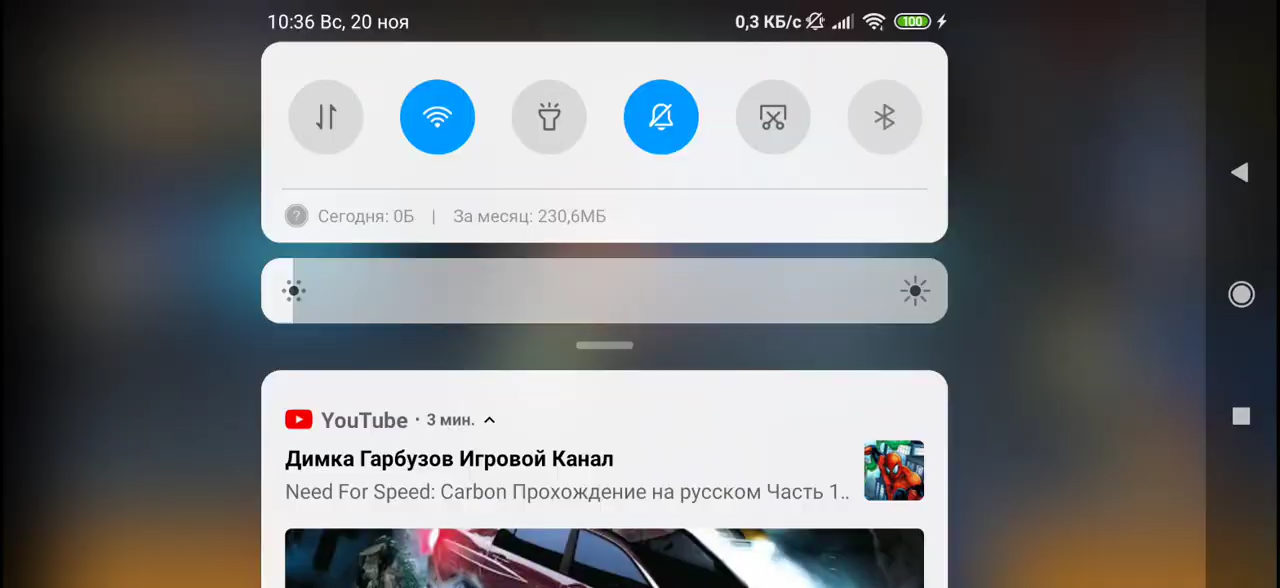 10:36 Вс, 20 ноя
0,3 КБ/с 100
Сегодня: 0Б | За месяц: 230,6МБ
YouTube · 3 мин.
Димка Гарбузов Игровой Канал
Need For Speed: Carbon Прохождение на русском Часть 1..